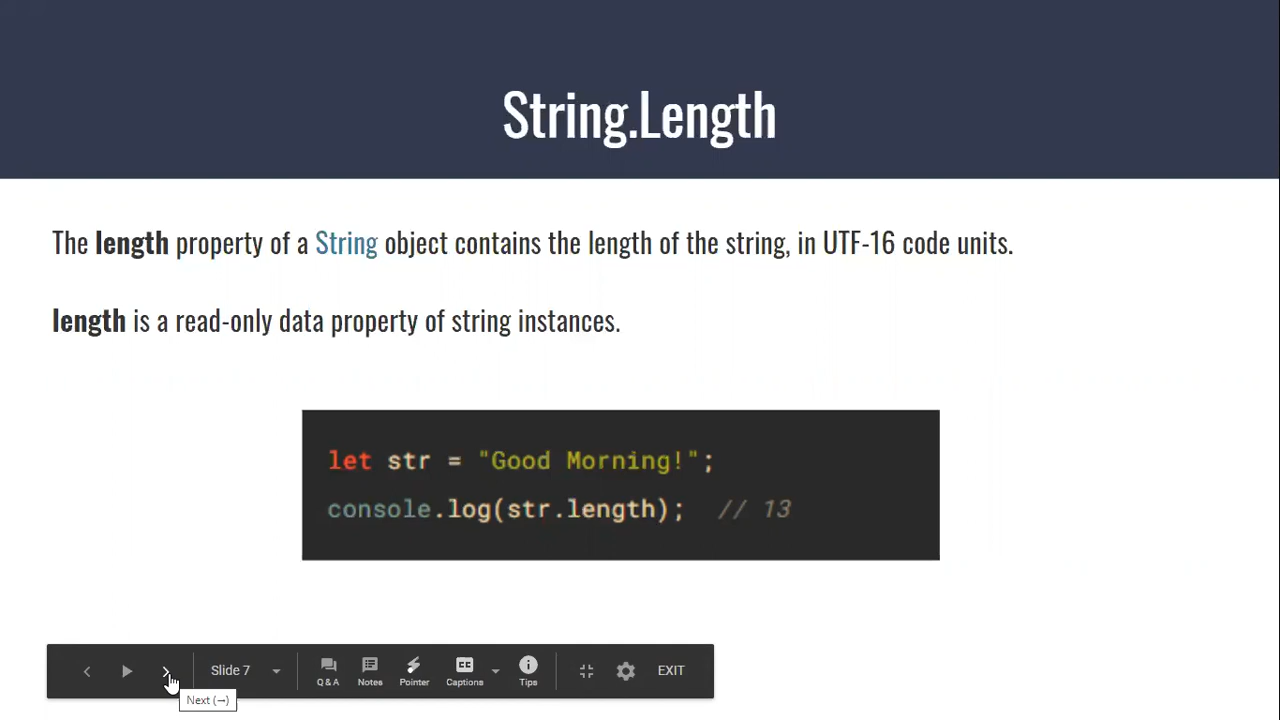 String.Length
The length property of a String object contains the length of the string, in UTF-16 code units.
length is a read-only data property of string instances.
let str = "Good Morning!";
console.log(str.length);  // 13
Slide 7
Q&A Notes Pointer Captions Tips
EXIT
Next (→)